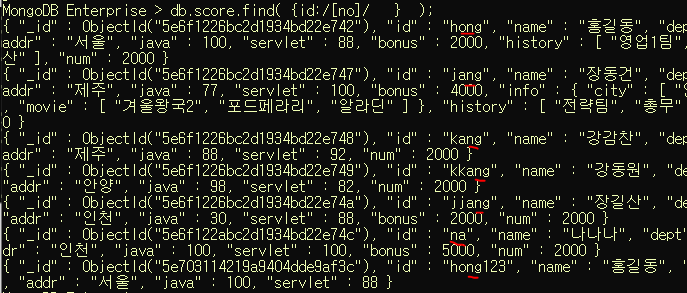 MongoDB Enterprise > db.score.find( {id:/[no]/   }  );
{ "_id" : ObjectId("5e6f1226bc2d1934bd22e742"), "id" : "hong", "name" : "홍길동", "dep
addr" : "서울", "java" : 100, "servlet" : 88, "bonus" : 2000, "history" : [ "영업1팀",
산" ], "num" : 2000 }
{ "_id" : ObjectId("5e6f1226bc2d1934bd22e747"), "id" : "jang", "name" : "장동건", "dep
addr" : "제주", "java" : 77, "servlet" : 100, "bonus" : 4000, "info" : { "city" : [ "
, "movie" : [ "겨울왕국2", "포드페라리", "알라딘" ] }, "history" : [ "전략팀", "총무
0 }
{ "_id" : ObjectId("5e6f1226bc2d1934bd22e748"), "id" : "kang", "name" : "강감찬", "dep
addr" : "제주", "java" : 88, "servlet" : 92, "num" : 2000 }
{ "_id" : ObjectId("5e6f1226bc2d1934bd22e749"), "id" : "kkang", "name" : "강동원", "de
"addr" : "안양", "java" : 98, "servlet" : 82, "num" : 2000 }
{ "_id" : ObjectId("5e6f1226bc2d1934bd22e74a"), "id" : "jjang", "name" : "장길산", "de
"addr" : "인천", "java" : 30, "servlet" : 88, "bonus" : 2000, "num" : 2000 }
{ "_id" : ObjectId("5e6f122abc2d1934bd22e74c"), "id" : "na", "name" : "나나나", "dept"
dr" : "인천", "java" : 100, "servlet" : 100, "bonus" : 5000, "num" : 2000 }
{ "_id" : ObjectId("5e703114219a9404dde9af3c"), "id" : "hong123", "name" : "홍길동", "
, "addr" : "서울", "java" : 100, "servlet" : 88 }